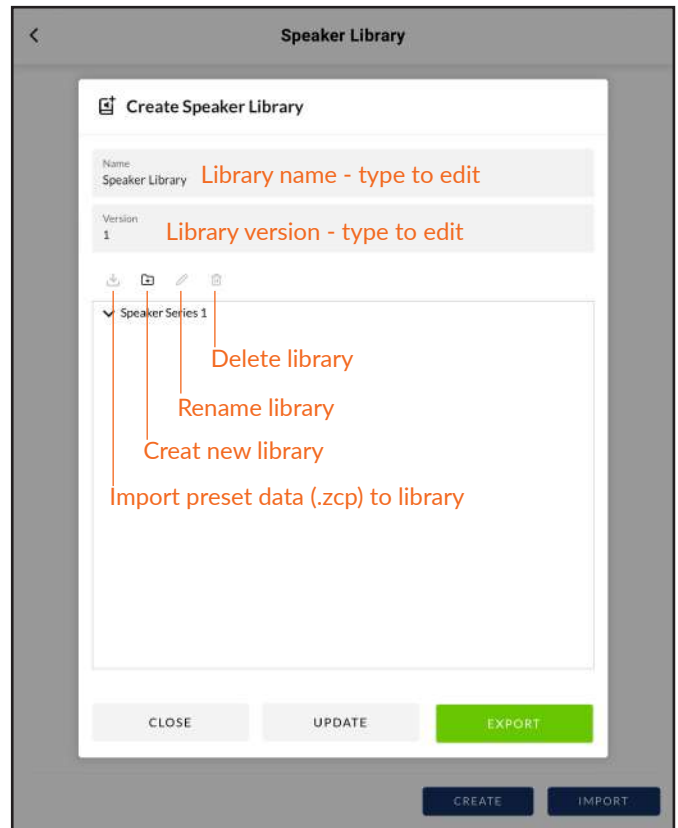 Speaker Library
Create Speaker Library
Name
Speaker Library
Library name - type to edit
Version
1
Library version - type to edit
Speaker Series 1
Delete library
Rename library
Creat new library
Import preset data (.zcp) to library
CLOSE
UPDATE
EXPORT
CREATE
IMPORT